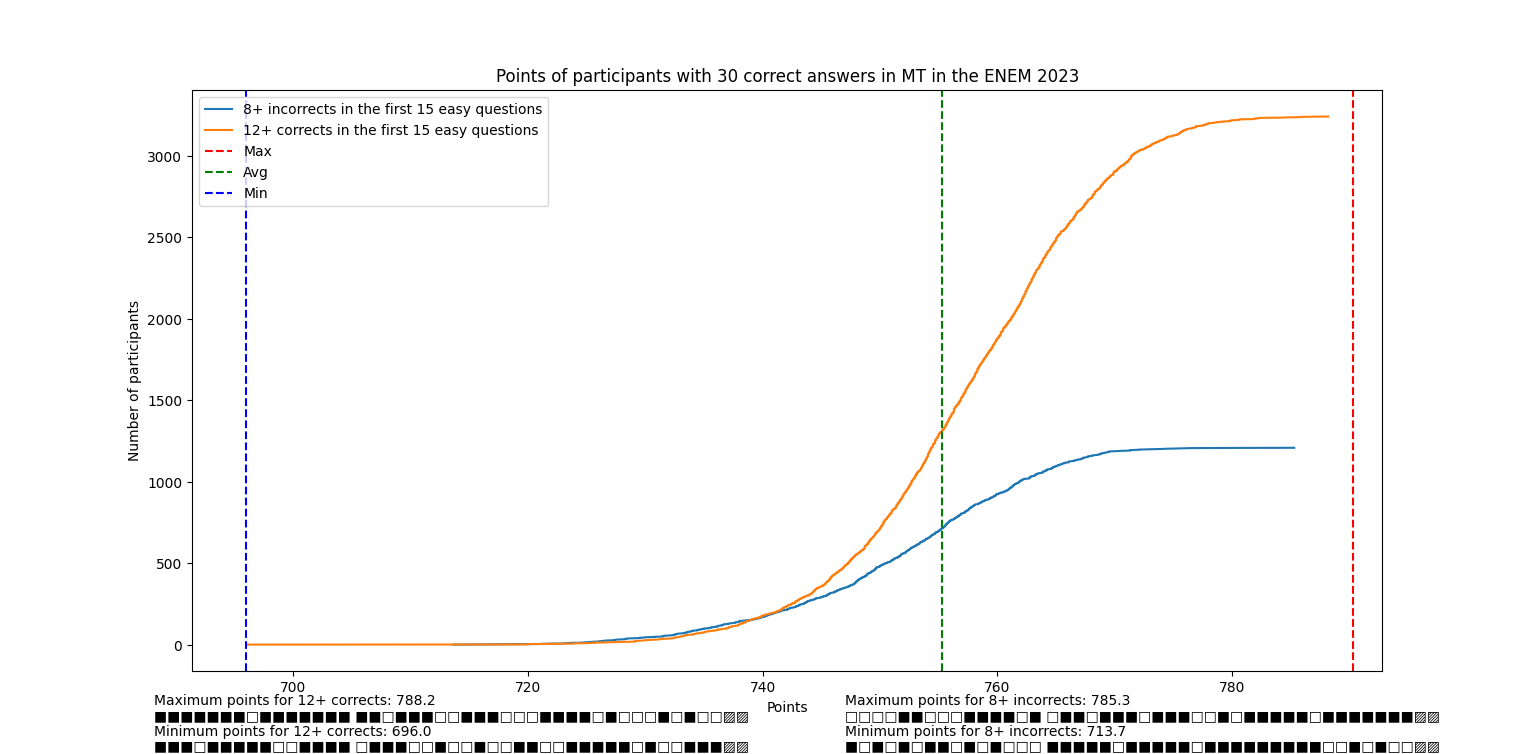 Points of participants with 30 correct answers in MT in the ENEM 2023
8+ incorrects in the first 15 easy questions
12+ corrects in the first 15 easy questions
Max
Avg
Min
Number of participants
3000
2500
2000
1500
1000
500
0
700
720
740
760
780
Points
Maximum points for 12+ corrects: 788.2
Minimum points for 12+ corrects: 696.0
Maximum points for 8+ incorrects: 785.3
Minimum points for 8+ incorrects: 713.7